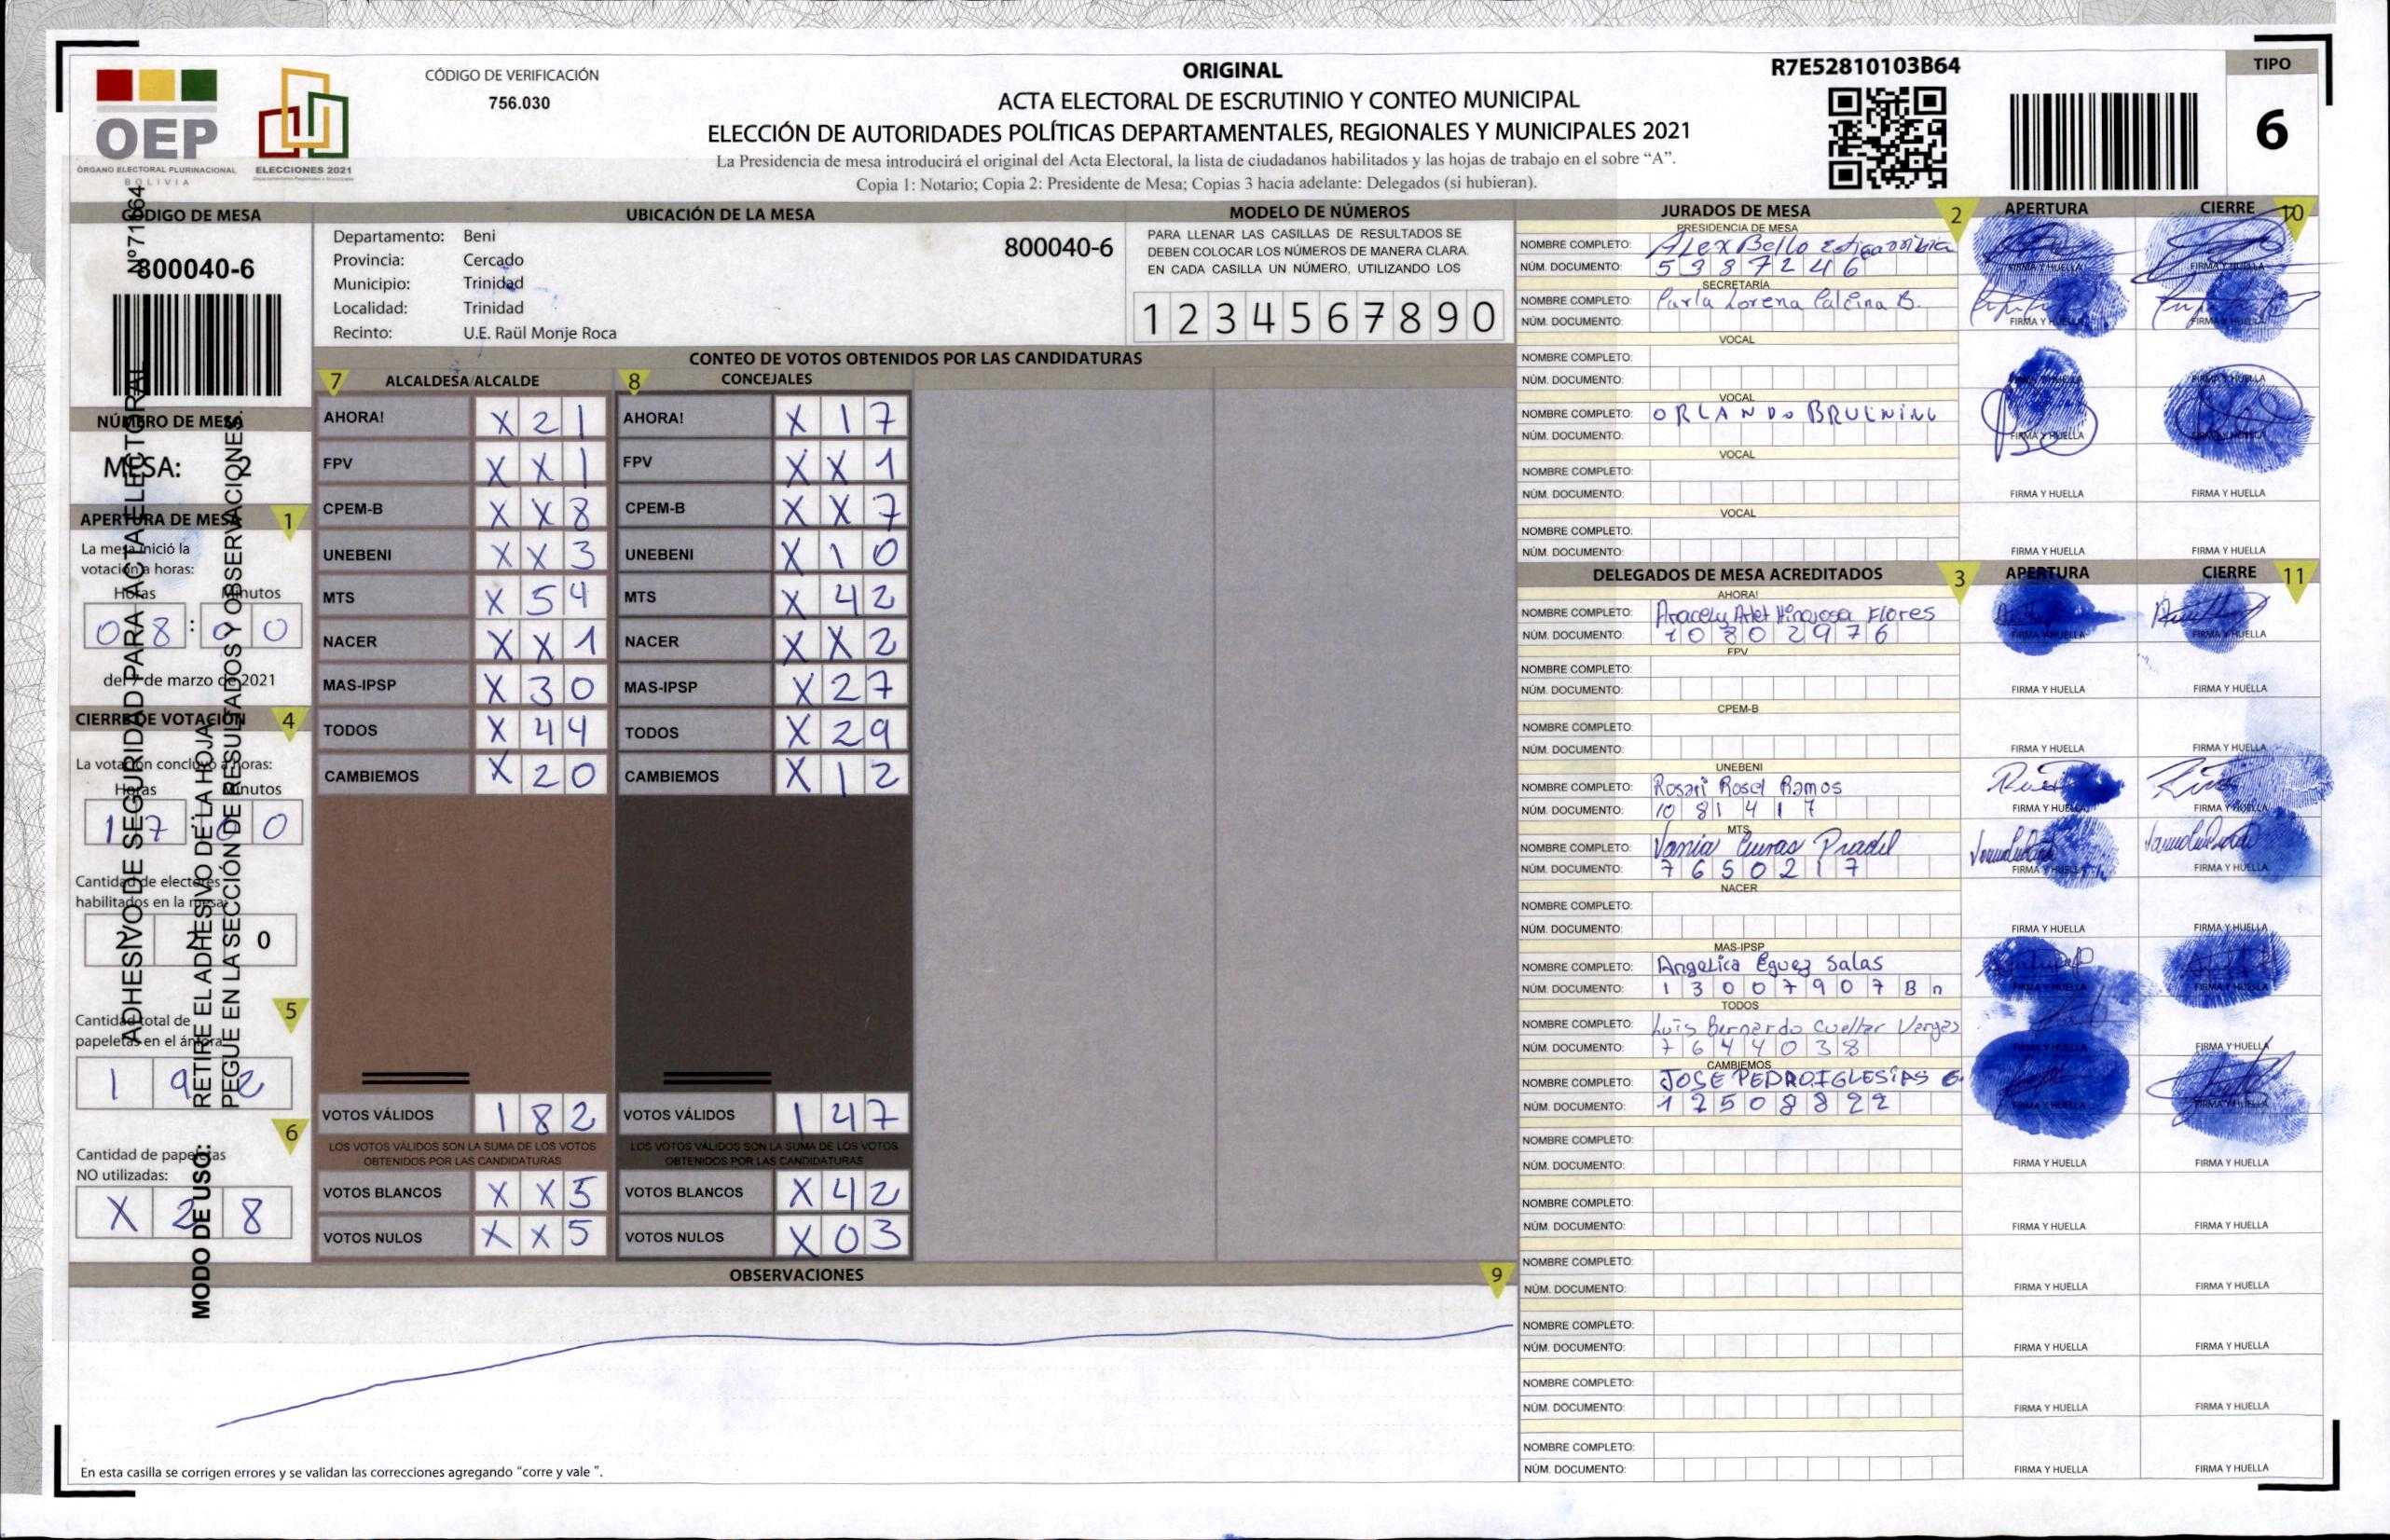 CÓDIGO DE VERIFICACIÓN
756.030
ORIGINAL
ACTA ELECTORAL DE ESCRUTINIO Y CONTEO MUNICIPAL
ELECCIÓN DE AUTORIDADES POLÍTICAS DEPARTAMENTALES, REGIONALES Y MUNICIPALES 2021
La Presidencia de mesa introducirá el original del Acta Electoral, la lista de ciudadanos habilitados y las hojas de trabajo en el sobre “A”.
Copia 1: Notario; Copia 2: Presidente de Mesa; Copias 3 hacia adelante: Delegados (si hubieran).
R7E52810103B64
TIPO
6
OEP
ÓRGANO ELECTORAL PLURINACIONAL
BOLIVIA
ELECCIONES 2021
CÓDIGO DE MESA
800040-6
NÚMERO DE MESA
MESA: 2
APERTURA DE MESA 1
La mesa inició la
votación a horas:
Horas Minutos
0 8 : 0 0
del 7 de marzo de 2021
CIERRE DE VOTACIÓN 4
La votación concluyó a horas:
Horas Minutos
1 7 0 0
Cantidad de electores
habilitados en la mesa:
2 2 0
5
Cantidad total de
papeletas en el ánfora
1 9 2
6
Cantidad de papeletas
NO utilizadas:
X 2 8
ADHESIVO DE SEGURIDAD PARA ACTA ELECTORAL
MODO DE USO: RETIRE EL ADHESIVO DE LA HOJA
PEGUE EN LA SECCIÓN DE RESULTADOS Y OBSERVACIONES.
UBICACIÓN DE LA MESA
Departamento: Beni
Provincia: Cercado
Municipio: Trinidad
Localidad: Trinidad
Recinto: U.E. Raül Monje Roca
800040-6
MODELO DE NÚMEROS
PARA LLENAR LAS CASILLAS DE RESULTADOS SE
DEBEN COLOCAR LOS NÚMEROS DE MANERA CLARA.
EN CADA CASILLA UN NÚMERO, UTILIZANDO LOS
1 2 3 4 5 6 7 8 9 0
CONTEO DE VOTOS OBTENIDOS POR LAS CANDIDATURAS
7 ALCALDESA/ALCALDE 8 CONCEJALES
AHORA! X 2 1 AHORA! X 1 7
FPV X X 1 FPV X X 1
CPEM-B X X 8 CPEM-B X X 7
UNEBENI X X 3 UNEBENI X 1 0
MTS X 5 4 MTS X 4 2
NACER X X 1 NACER X X 2
MAS-IPSP X 3 0 MAS-IPSP X 2 7
TODOS X 4 4 TODOS X 2 9
CAMBIEMOS X 2 0 CAMBIEMOS X 1 2
VOTOS VÁLIDOS 1 8 2 VOTOS VÁLIDOS 1 4 7
LOS VOTOS VÁLIDOS SON LA SUMA DE LOS VOTOS LOS VOTOS VÁLIDOS SON LA SUMA DE LOS VOTOS
OBTENIDOS POR LAS CANDIDATURAS OBTENIDOS POR LAS CANDIDATURAS
VOTOS BLANCOS X X 5 VOTOS BLANCOS X 4 2
VOTOS NULOS X X 5 VOTOS NULOS X 0 3
OBSERVACIONES 9
En esta casilla se corrigen errores y se validan las correcciones agregando “corre y vale ”.
JURADOS DE MESA 2 APERTURA CIERRE 10
PRESIDENCIA DE MESA
NOMBRE COMPLETO: Alex Bello
NÚM. DOCUMENTO: 5 3 8 7 2 4 6 FIRMA Y HUELLA FIRMA Y HUELLA
SECRETARÍA
NOMBRE COMPLETO: Lorena B.
NÚM. DOCUMENTO: FIRMA Y HUELLA FIRMA Y HUELLA
VOCAL
NOMBRE COMPLETO:
NÚM. DOCUMENTO: FIRMA Y HUELLA
VOCAL
NOMBRE COMPLETO: ORLANDO
NÚM. DOCUMENTO: FIRMA Y HUELLA
VOCAL
NOMBRE COMPLETO:
NÚM. DOCUMENTO: FIRMA Y HUELLA FIRMA Y HUELLA
VOCAL
NOMBRE COMPLETO:
NÚM. DOCUMENTO: FIRMA Y HUELLA FIRMA Y HUELLA
DELEGADOS DE MESA ACREDITADOS 3 APERTURA CIERRE 11
AHORA!
NOMBRE COMPLETO: Aracely Arlet Hinojosa Flores
NÚM. DOCUMENTO: 1 0 8 0 2 9 7 6 FIRMA Y HUELLA FIRMA Y HUELLA
FPV
NOMBRE COMPLETO:
NÚM. DOCUMENTO: FIRMA Y HUELLA FIRMA Y HUELLA
CPEM-B
NOMBRE COMPLETO:
NÚM. DOCUMENTO: FIRMA Y HUELLA FIRMA Y HUELLA
UNEBENI
NOMBRE COMPLETO: Rosel Ramos
NÚM. DOCUMENTO: 10 8 1 4 1 7 FIRMA Y HUELLA FIRMA Y HUELLA
MTS
NOMBRE COMPLETO: Vania
NÚM. DOCUMENTO: 7 6 5 0 2 1 7 FIRMA Y HUELLA FIRMA Y HUELLA
NACER
NOMBRE COMPLETO:
NÚM. DOCUMENTO: FIRMA Y HUELLA FIRMA Y HUELLA
MAS-IPSP
NOMBRE COMPLETO: Angelica Eguez Salas
NÚM. DOCUMENTO: 1 3 0 0 7 9 0 7 B n FIRMA Y HUELLA FIRMA Y HUELLA
TODOS
NOMBRE COMPLETO: Luis Bernardo Cuellar Vargas
NÚM. DOCUMENTO: 7 6 4 4 0 3 8 FIRMA Y HUELLA FIRMA Y HUELLA
CAMBIEMOS
NOMBRE COMPLETO: JOSE PEDRO IGLESIAS G.
NÚM. DOCUMENTO: 1 2 5 0 8 8 2 2 FIRMA Y HUELLA FIRMA Y HUELLA
NOMBRE COMPLETO:
NÚM. DOCUMENTO: FIRMA Y HUELLA FIRMA Y HUELLA
NOMBRE COMPLETO:
NÚM. DOCUMENTO: FIRMA Y HUELLA FIRMA Y HUELLA
NOMBRE COMPLETO:
NÚM. DOCUMENTO: FIRMA Y HUELLA FIRMA Y HUELLA
NOMBRE COMPLETO:
NÚM. DOCUMENTO: FIRMA Y HUELLA FIRMA Y HUELLA
NOMBRE COMPLETO:
NÚM. DOCUMENTO: FIRMA Y HUELLA FIRMA Y HUELLA
NOMBRE COMPLETO:
NÚM. DOCUMENTO: FIRMA Y HUELLA FIRMA Y HUELLA